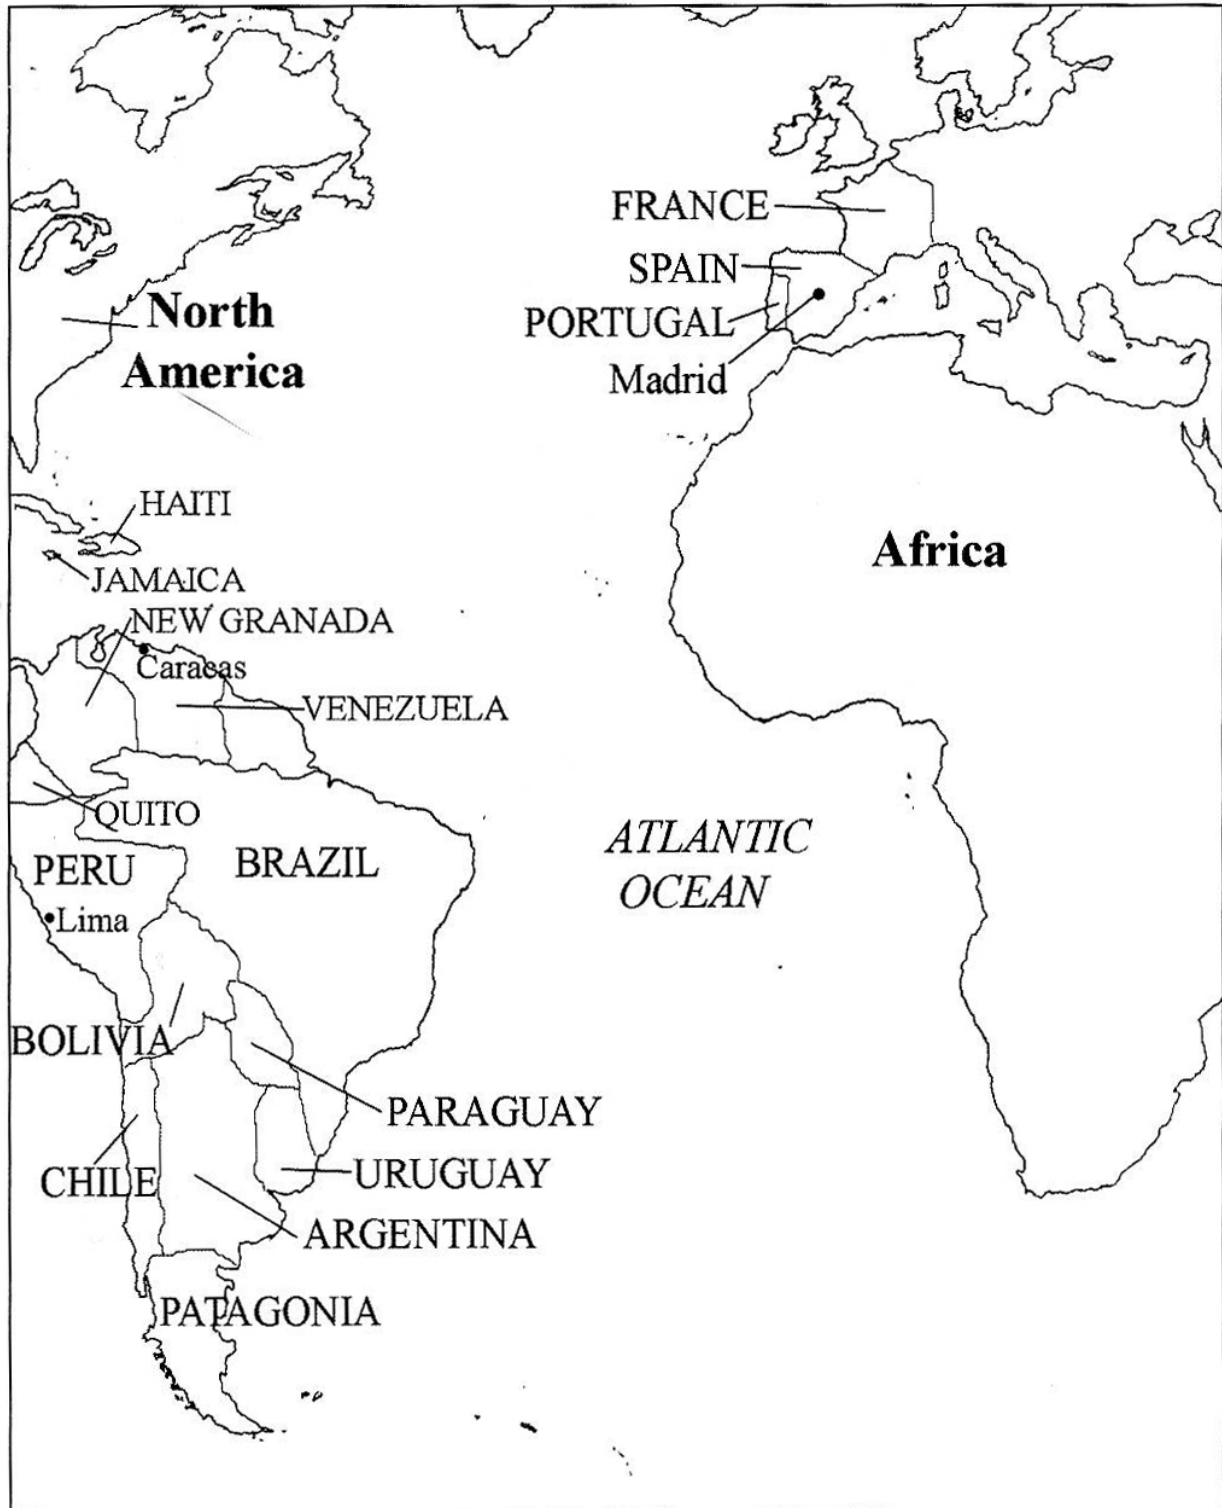 FRANCE
SPAIN
PORTUGAL
Madrid
North
America
HAITI
JAMAICA
NEW GRANADA
Caracas
VENEZUELA
Africa
QUITO
PERU
BRAZIL
Lima
ATLANTIC
OCEAN
BOLIVIA
PARAGUAY
CHILE
URUGUAY
ARGENTINA
PATAGONIA